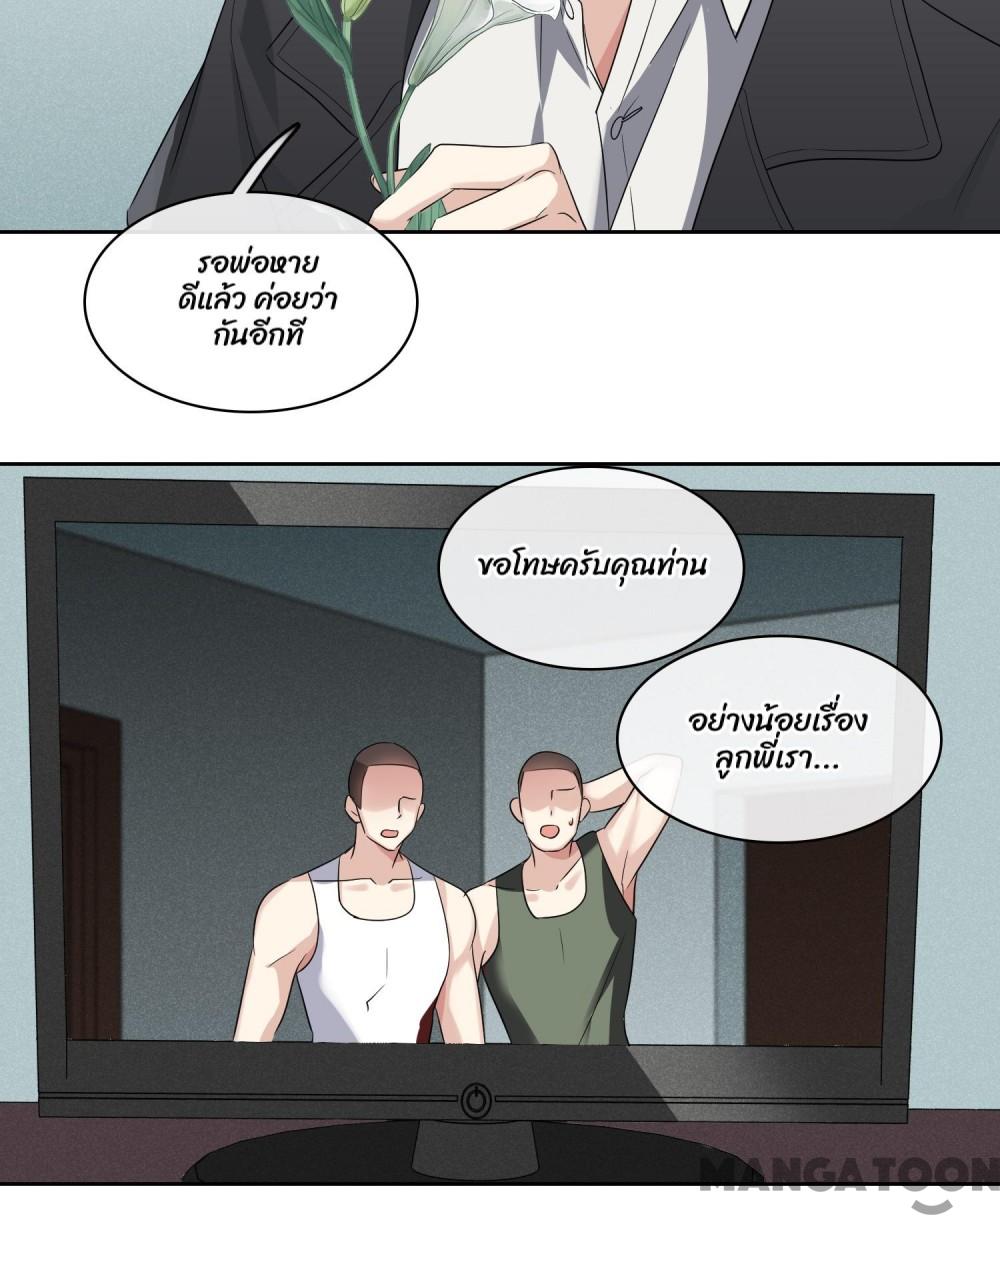 รอพ่อหาย
ดีแล้ว ค่อยว่า
กันอีกที
ขอโทษครับคุณท่าน
อย่างน้อยเรื่อง
ลูกพี่เรา...
MANGATOON